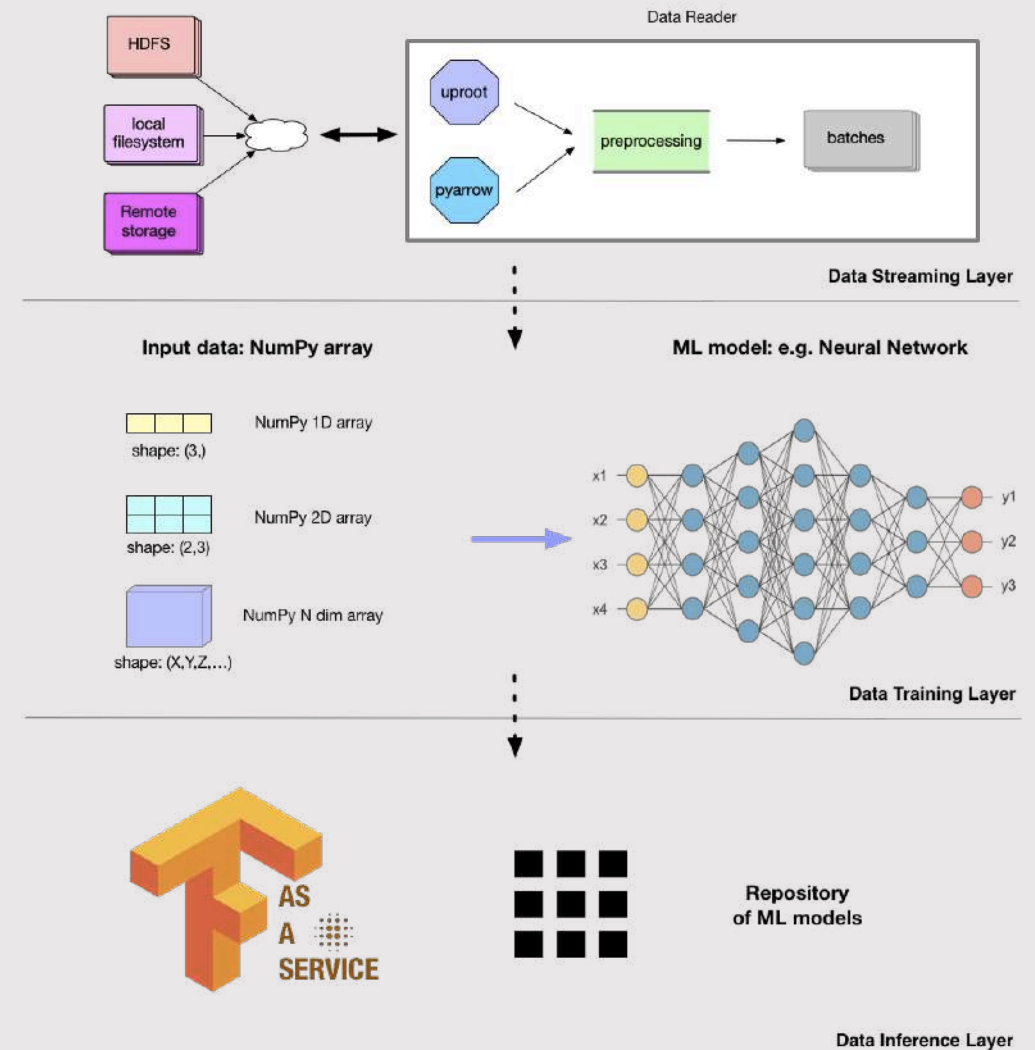 Data Reader
HDFS
local
filesystem
Remote
storage
uproot
pyarrow
preprocessing
batches
Data Streaming Layer
Input data: NumPy array
ML model: e.g. Neural Network
NumPy 1D array
shape: (3,)
NumPy 2D array
shape: (2,3)
NumPy N dim array
shape: (X,Y,Z,...)
x1
x2
x3
x4
y1
y2
y3
Data Training Layer
AS
A
SERVICE
Repository
of ML models
Data Inference Layer